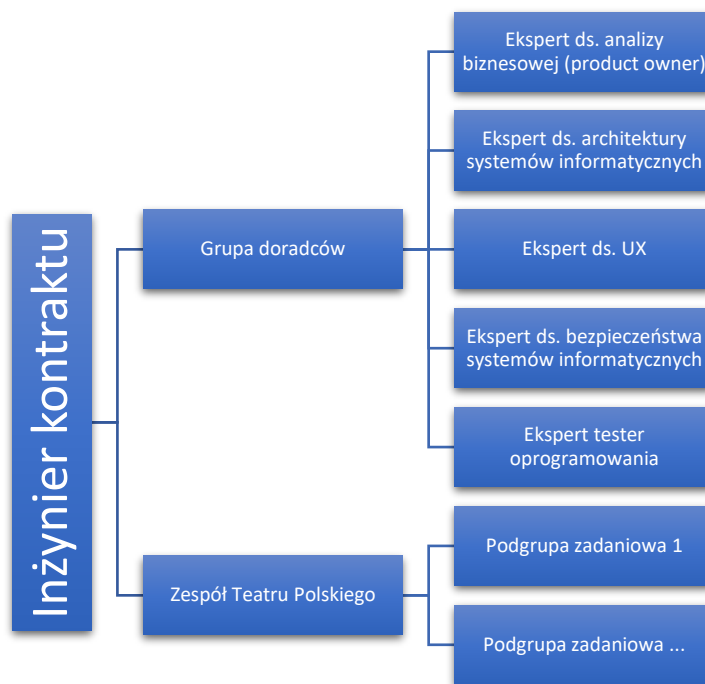 Inżynier kontraktu
Grupa doradców
Ekspert ds. analizy
biznesowej (product owner)
Ekspert ds. architektury
systemów informatycznych
Ekspert ds. UX
Ekspert ds. bezpieczeństwa
systemów informatycznych
Ekspert tester
oprogramowania
Zespół Teatru Polskiego
Podgrupa zadaniowa 1
Podgrupa zadaniowa ...